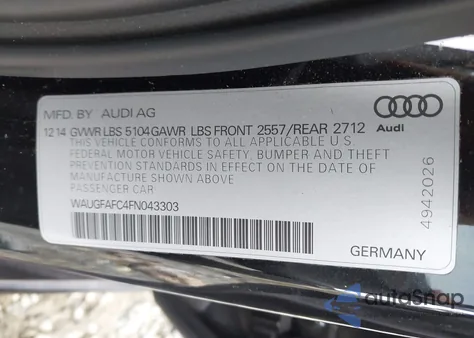 MFD. BY AUDI AG
12 14 GVWR LBS 5104 GAWR LBS FRONT 2557/REAR 2712
THIS VEHICLE CONFORMS TO ALL APPLICABLE U S
FEDERAL MOTOR VEHICLE SAFETY, BUMPER AND THEFT
PREVENTION STANDARDS IN EFFECT ON THE DATE OF
MANUFACTURE SHOWN ABOVE
PASSENGER CAR
WAUGFAFC4FN043303
GERMANY
Audi
4942026
autoSnap